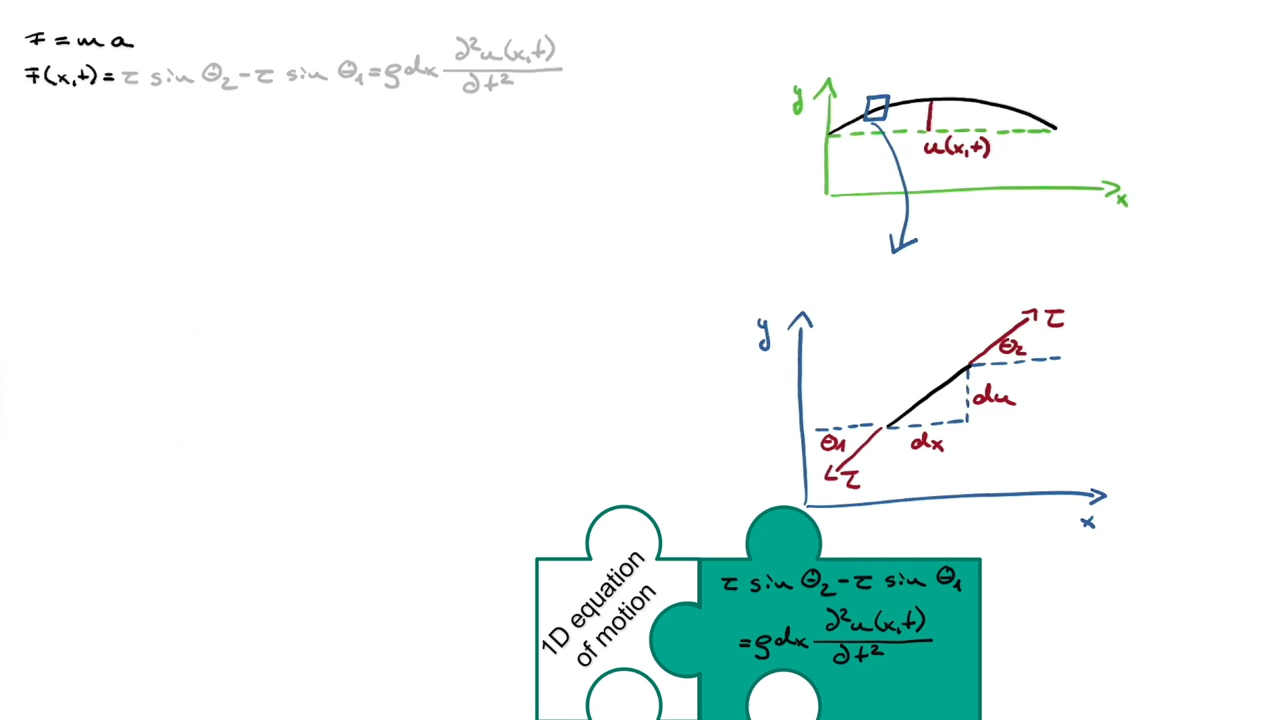 F = m a
F(x,t) = τ sin Θ₂ - τ sin Θ₁ = ρ dx ∂²u(x,t)/∂t²
y
u(x,t)
x
y
τ
Θ₂
du
Θ₁
dx
τ
x
1D equation
of motion
τ sin Θ₂ - τ sin Θ₁
= ρ dx ∂²u(x,t)/∂t²